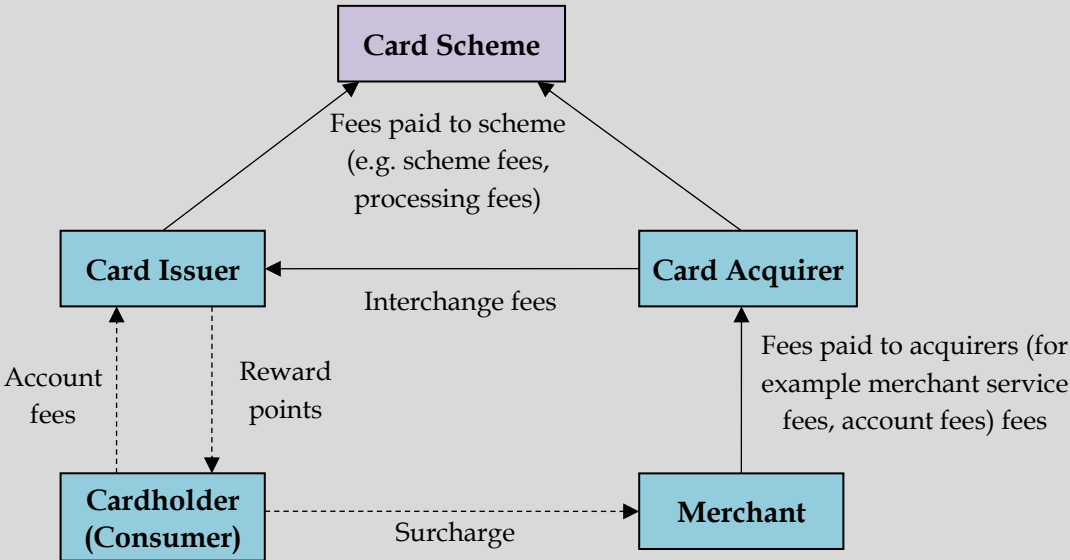 Card Scheme
Fees paid to scheme
(e.g. scheme fees,
processing fees)
Card Issuer
Card Acquirer
Interchange fees
Account
fees
Reward
points
Fees paid to acquirers (for
example merchant service
fees, account fees) fees
Cardholder
(Consumer)
Surcharge
Merchant